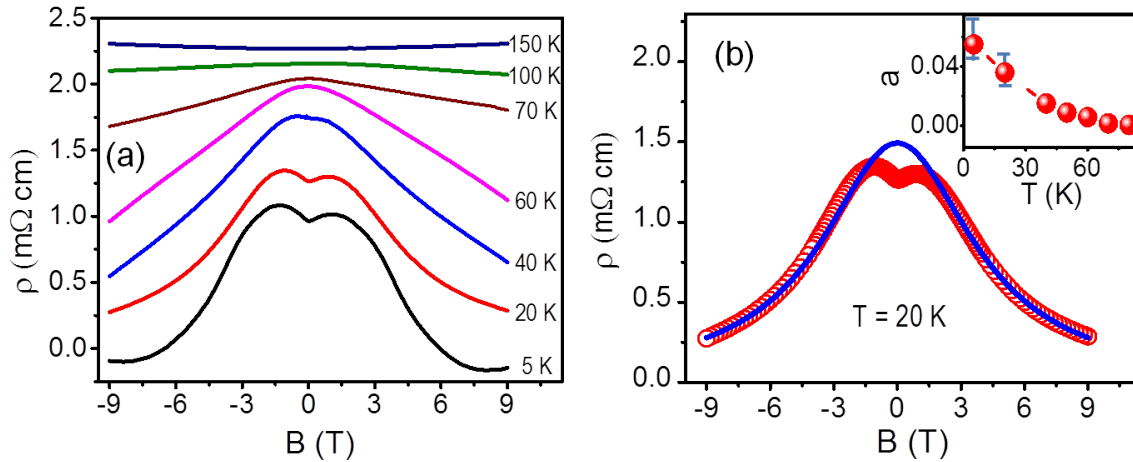 (a)
ρ (mΩ cm)
2.5
2.0
1.5
1.0
0.5
0.0
150 K
100 K
70 K
60 K
40 K
20 K
5 K
-9 -6 -3 0 3 6 9
B (T)
(b)
ρ (mΩ cm)
2.0
1.5
1.0
0.5
0.0
T = 20 K
-9 -6 -3 0 3 6 9
B (T)
a
0.04
0.00
0 30 60
T (K)